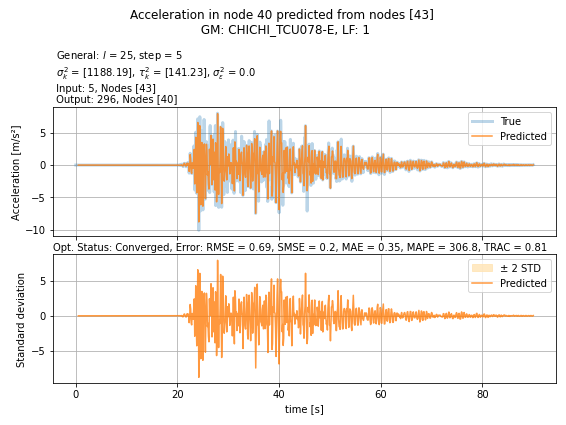 Acceleration in node 40 predicted from nodes [43]
GM: CHICHI_TCU078-E, LF: 1
General: l = 25, step = 5
σ²ₖ = [1188.19], τ²ₖ = [141.23], σ²ₑ = 0.0
Input: 5, Nodes [43]
Output: 296, Nodes [40]
Acceleration [m/s²]
5
0
−5
−10
True
Predicted
Opt. Status: Converged, Error: RMSE = 0.69, SMSE = 0.2, MAE = 0.35, MAPE = 306.8, TRAC = 0.81
Standard deviation
5
0
−5
± 2 STD
Predicted
0 20 40 60 80
time [s]